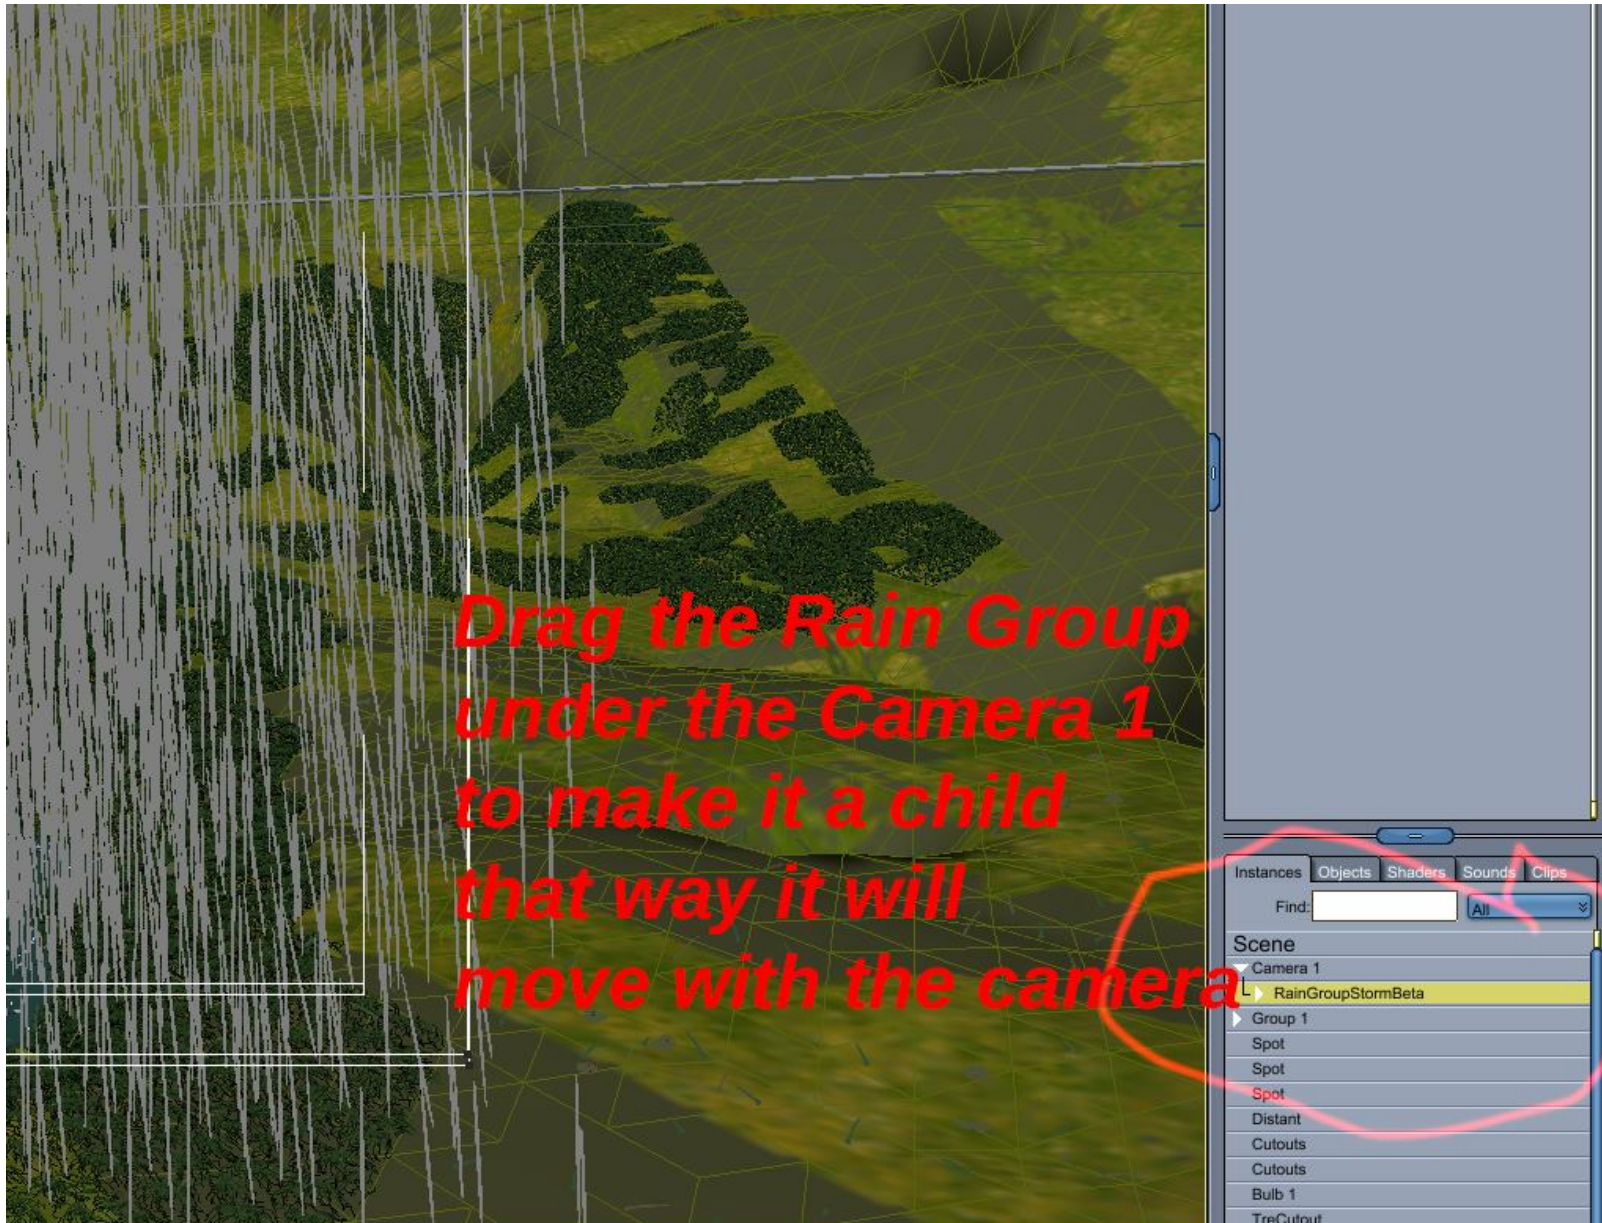 Drag the Rain Group
under the Camera 1
to make it a child
that way it will
move with the camera
Instances Objects Shaders Sounds Clips
Find: All
Scene
Camera 1
RainGroupStormBeta
Group 1
Spot
Spot
Spot
Distant
Cutouts
Cutouts
Bulb 1
TreCutout